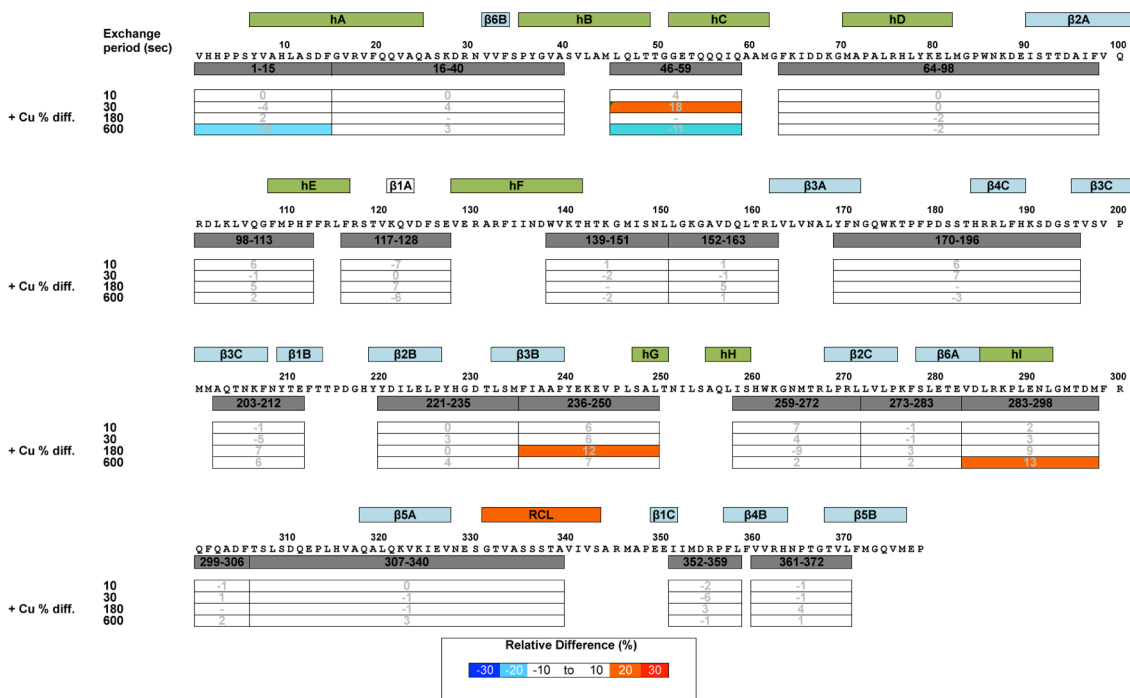 hA β6B hB hC hD β2A
Exchange period (sec)
10 20 30 40 50 60 70 80 90 100
VHHPPSYVAHLASDFGVRVFQQVAQASKDRNVVFSPYGVASVLAMLQLTTGGETQQQIQAAMGFKIDDKGMAPALRHLYKELMGPWNKDEISTTDAIFV Q
1-15 16-40 46-59 64-98
10 0 0 4 0
30 -4 4 18 0
+ Cu % diff. 180 2 - - -2
600 3 -11 -2
hE β1A hF β3A β4C β3C
110 120 130 140 150 160 170 180 190 200
RDLKLVQGFMPHFFRLFRSTVKQVDFSEVERARFIINDWVKTHTKGMISNLLGKGAVDQLTRLVLVNALYFNGQWKTPFPDSSTHRRLFHKSDGSTVSV P
98-113 117-128 139-151 152-163 170-196
10 6 -7 1 1 6
30 -1 0 -2 -1 7
+ Cu % diff. 180 5 7 - 5 -
600 2 -6 -2 1 -3
β3C β1B β2B β3B hG hH β2C β6A hI
210 220 230 240 250 260 270 280 290 300
MMAQTNKFNYTEFTTPDGHYYDILELPYHGDTLSMFIAAPYEKEVPLSALTNILSAQLISHWKGNMTRLPRLLVLPKFSLETEVDLRKPLENLGMTDMF R
203-212 221-235 236-250 259-272 273-283 283-298
10 -1 0 6 7 -1 2
30 -5 3 6 4 -1 3
+ Cu % diff. 180 7 0 12 -9 3 9
600 6 4 7 2 2 13
β5A RCL β1C β4B β5B
310 320 330 340 350 360 370
QFQADFTSLSDQEPLHVAQALQKVKIEVNESGTVASSSTAVIVSARMAPEEIIMDRPFLFVVRHNPTGTVLFMGQVMEP
299-306 307-340 352-359 361-372
10 -1 0 -2 -1
30 1 -1 -6 -1
+ Cu % diff. 180 - -1 3 4
600 2 3 -1 1
Relative Difference (%)
-30 -20 -10 to 10 20 30